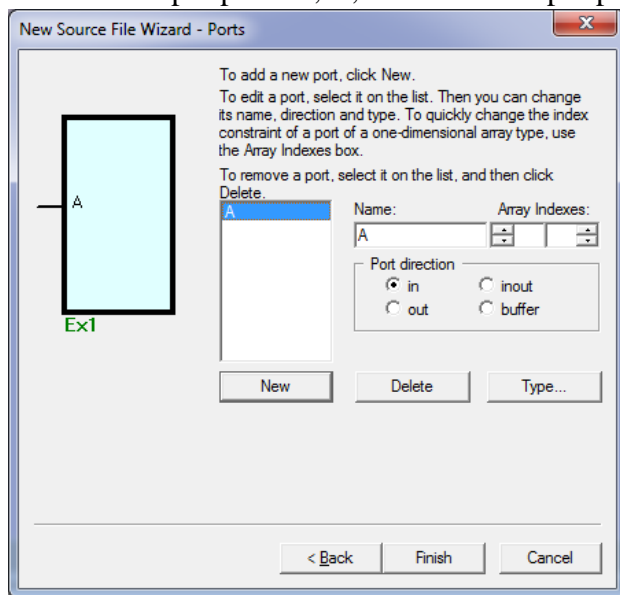 New Source File Wizard - Ports
To add a new port, click New.
To edit a port, select it on the list. Then you can change
its name, direction and type. To quickly change the index
constraint of a port of a one-dimensional array type, use
the Array Indexes box.
To remove a port, select it on the list, and then click
Delete.
A
Ex1
A
Name:
Array Indexes:
A
Port direction
in
inout
out
buffer
New
Delete
Type...
< Back
Finish
Cancel